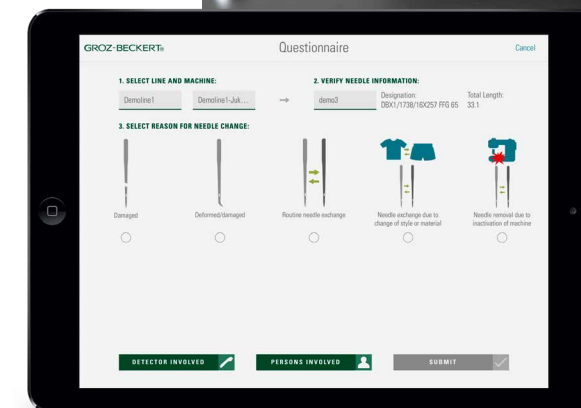 GROZ-BECKERT®
Questionnaire
Cancel
1. SELECT LINE AND MACHINE:
2. VERIFY NEEDLE INFORMATION:
Demoline1
Demoline1-Juk...
demo3
Designation:
DBX1/1738/16X257 FFG 65
Total Length:
33.1
3. SELECT REASON FOR NEEDLE CHANGE:
Damaged
Deformed/damaged
Routine needle exchange
Needle exchange due to
change of style or material
Needle removal due to
inactivation of machine
DETECTOR INVOLVED
PERSONS INVOLVED
SUBMIT